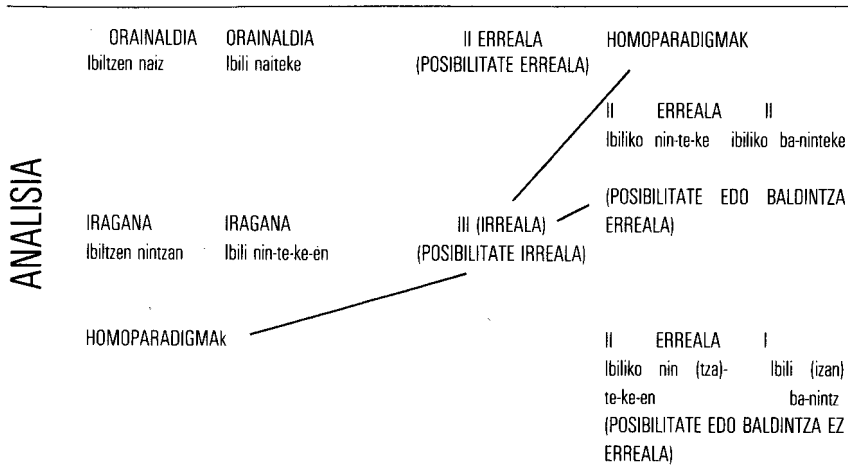 ANALISIA
ORAINALDIA ORAINALDIA II ERREALA HOMOPARADIGMAK
Ibiltzen naiz Ibili naiteke (POSIBILITATE ERREALA)
II ERREALA II
Ibiliko nin-te-ke ibiliko ba-ninteke
(POSIBILITATE EDO BALDINTZA
IRAGANA IRAGANA III (IRREALA) ERREALA)
Ibiltzen nintzan Ibili nin-te-ke-en (POSIBILITATE IRREALA)
HOMOPARADIGMAk
II ERREALA I
Ibiliko nin (tza)- Ibili (izan)
te-ke-en ba-nintz
(POSIBILITATE EDO BALDINTZA EZ
ERREALA)